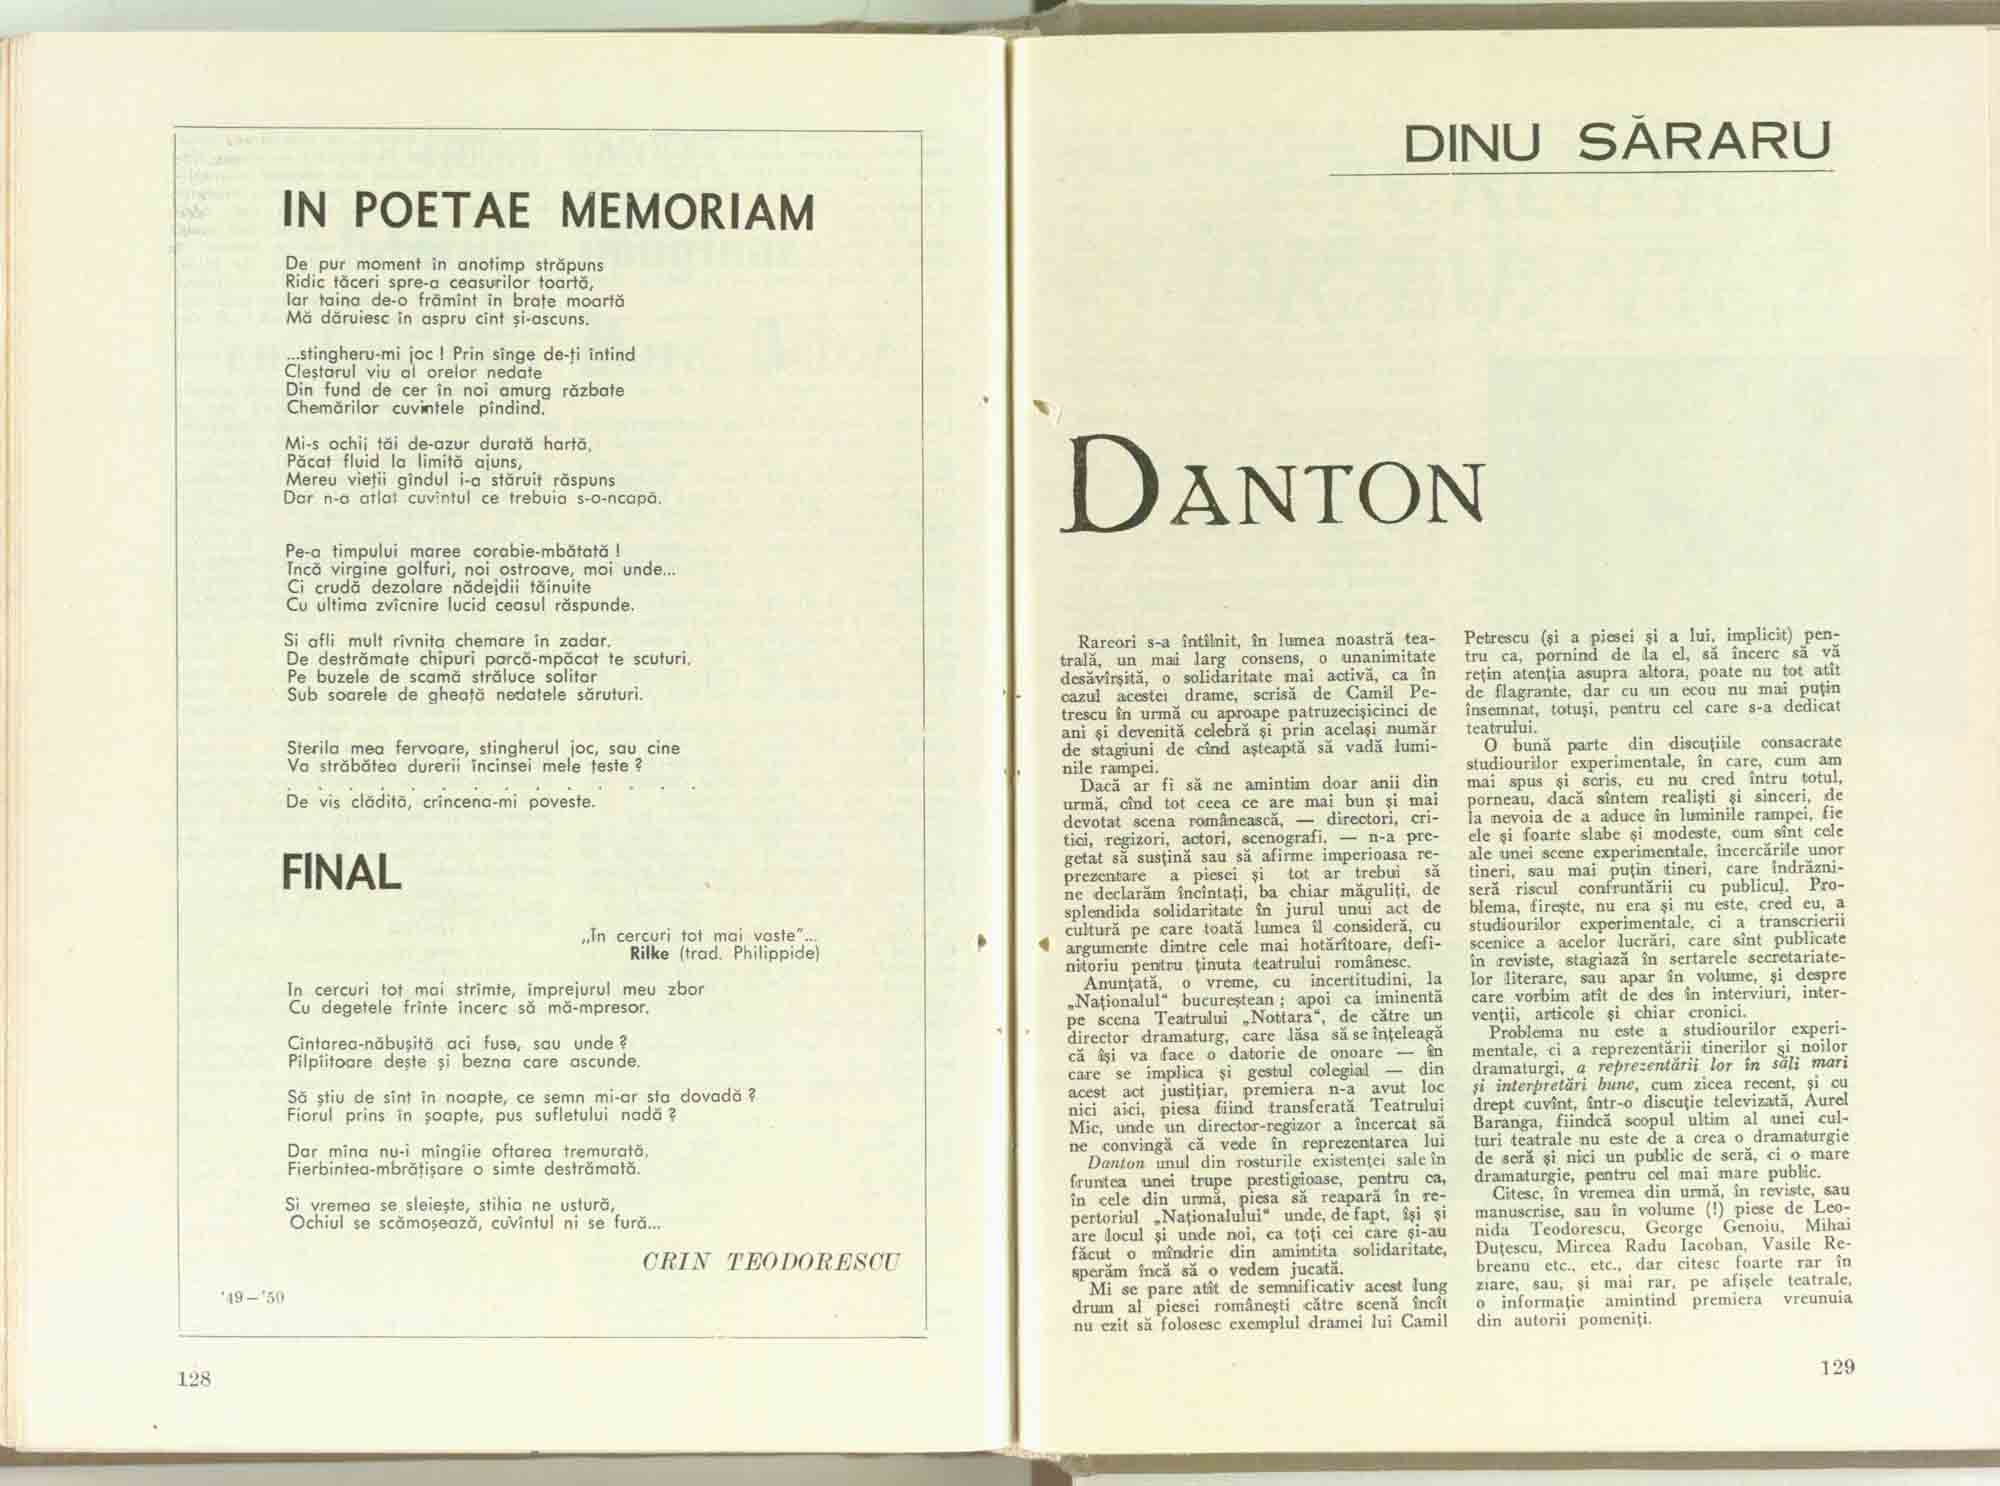 IN POETAE MEMORIAM
De pur moment în anotimp străpuns
Ridic tăceri spre-a ceasurilor toartă,
Iar taina de-o frămînt în brațe moartă
Mă dăruiesc în aspru cînt și-ascuns.
...stingheru-mi joc ! Prin sînge de-ți întind
Cleștarul viu al orelor nedate
Din fund de cer în noi amurg răzbate
Chemărilor cuvintele pîndind.
Mi-s ochii tăi de-azur durată hartă,
Păcat fluid la limită ajuns,
Mereu vieții gîndul i-a stăruit răspuns
Dar n-a aflat cuvîntul ce trebuia s-o-ncapă.
Pe-a timpului maree corabie-mbătată !
Încă virgine golfuri, noi ostroave, moi unde...
Ci crudă dezolare nădejdii tăinuite
Cu ultima zvîcnire lucid ceasul răspunde.
Si afli mult rîvnita chemare în zadar.
De destrămate chipuri parcă-mpăcat te scuturi,
Pe buzele de scamă străluce solitar
Sub soarele de gheață nedatele săruturi.
Sterila mea fervoare, stingherul joc, sau cine
Va străbătea durerii încinsei mele țeste ?
. . . . . . . . . . . . . .
De vis clădită, crîncena-mi poveste.
FINAL
„În cercuri tot mai vaste"...
Rilke (trad. Philippide)
In cercuri tot mai strîmte, împrejurul meu zbor
Cu degetele frînte încerc să mă-mpresor.
Cîntarea-năbușită aci fuse, sau unde ?
Pîlpîitoare dește și bezna care ascunde.
Să știu de sînt în noapte, ce semn mi-ar sta dovadă ?
Fiorul prins în șoapte, pus sufletului nadă ?
Dar mîna nu-i mîngîie oftarea tremurată,
Fierbintea-mbrățișare o simte destrămată.
Si vremea se sleiește, stihia ne ustură,
Ochiul se scămoșează, cuvîntul ni se fură...
CRIN TEODORESCU
'49 – '50
128
DINU SĂRARU
DANTON
Rareori s-a întîlnit, în lumea noastră tea-
trală, un mai larg consens, o unanimitate
desăvîrșită, o solidaritate mai activă, ca în
cazul acestei drame, scrisă de Camil Pe-
trescu în urmă cu aproape patruzecișicinci de
ani și devenită celebră și prin același număr
de stagiuni de cînd așteaptă să vadă lumi-
nile rampei.
Dacă ar fi să ne amintim doar anii din
urmă, cînd tot ceea ce are mai bun și mai
devotat scena românească, — directori, cri-
tici, regizori, actori, scenografi, — n-a pre-
getat să susțină sau să afirme imperioasa re-
prezentare a piesei și tot ar trebui să
ne declarăm încîntați, ba chiar măguliți, de
splendida solidaritate în jurul unui act de
cultură pe care toată lumea îl consideră, cu
argumente dintre cele mai hotărîtoare, defi-
nitoriu pentru ținuta teatrului românesc.
Anunțată, o vreme, cu incertitudini, la
„Naționalul" bucureștean ; apoi ca iminentă
pe scena Teatrului „Nottara", de către un
director dramaturg, care lăsa să se înțeleagă
că își va face o datorie de onoare — în
care se implica și gestul colegial — din
acest act justițiar, premiera n-a avut loc
nici aici, piesa fiind transferată Teatrului
Mic, unde un director-regizor a încercat să
ne convingă că vede în reprezentarea lui
Danton unul din rosturile existenței sale în
fruntea unei trupe prestigioase, pentru ca,
în cele din urmă, piesa să reapară în re-
pertoriul „Naționalului" unde, de fapt, își și
are locul și unde noi, ca toți cei care și-au
făcut o mîndrie din amintita solidaritate,
sperăm încă să o vedem jucată.
Mi se pare atît de semnificativ acest lung
drum al piesei românești către scenă încît
nu ezit să folosesc exemplul dramei lui Camil
Petrescu (și a piesei și a lui, implicit) pen-
tru ca, pornind de la el, să încerc să vă
rețin atenția asupra altora, poate nu tot atît
de flagrante, dar cu un ecou nu mai puțin
însemnat, totuși, pentru cel care s-a dedicat
teatrului.
O bună parte din discuțiile consacrate
studiourilor experimentale, în care, cum am
mai spus și scris, eu nu cred întru totul,
porneau, dacă sîntem realiști și sinceri, de
la nevoia de a aduce în luminile rampei, fie
ele și foarte slabe și modeste, cum sînt cele
ale unei scene experimentale, încercările unor
tineri, sau mai puțin tineri, care îndrăzni-
seră riscul confruntării cu publicul. Pro-
blema, firește, nu era și nu este, cred eu, a
studiourilor experimentale, ci a transcrierii
scenice a acelor lucrări, care sînt publicate
în reviste, stagiază în sertarele secretariate-
lor literare, sau apar în volume, și despre
care vorbim atît de des în interviuri, inter-
venții, articole și chiar cronici.
Problema nu este a studiourilor experi-
mentale, ci a reprezentării tinerilor și noilor
dramaturgi, a reprezentării lor în săli mari
și interpretări bune, cum zicea recent, și cu
drept cuvînt, într-o discuție televizată, Aurel
Baranga, fiindcă scopul ultim al unei cul-
turi teatrale nu este de a crea o dramaturgie
de seră și nici un public de seră, ci o mare
dramaturgie, pentru cel mai mare public.
Citesc, în vremea din urmă, în reviste, sau
manuscrise, sau în volume (!) piese de Leo-
nida Teodorescu, George Genoiu, Mihai
Duțescu, Mircea Radu Iacoban, Vasile Re-
breanu etc., etc., dar citesc foarte rar în
ziare, sau, și mai rar, pe afișele teatrale,
o informație amintind premiera vreunuia
din autorii pomeniți.
129